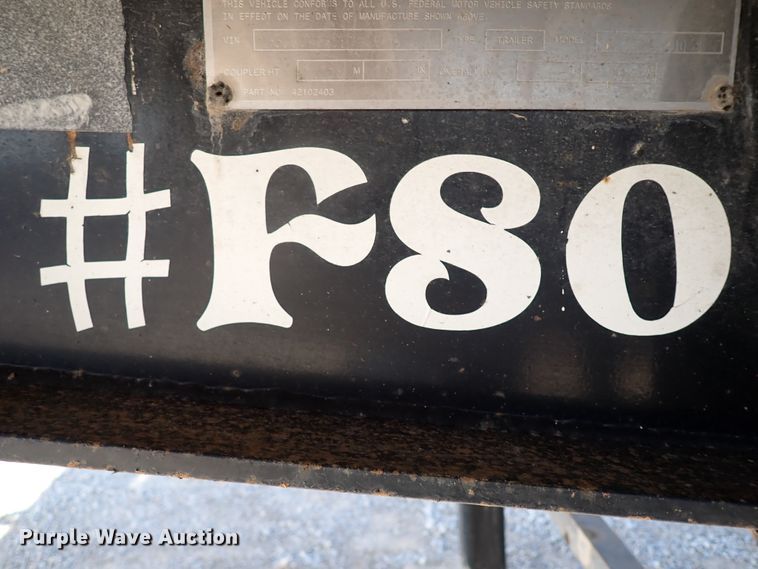 THIS VEHICLE CONFORMS TO ALL U.S. FEDERAL MOTOR VEHICLE SAFETY STANDARDS
IN EFFECT ON THE DATE OF MANUFACTURE SHOWN ABOVE.
VIN TYPE TRAILER MODEL
COUPLER HT M IN OVERALL
PART NO. 42102403
#F80
Purple Wave Auction